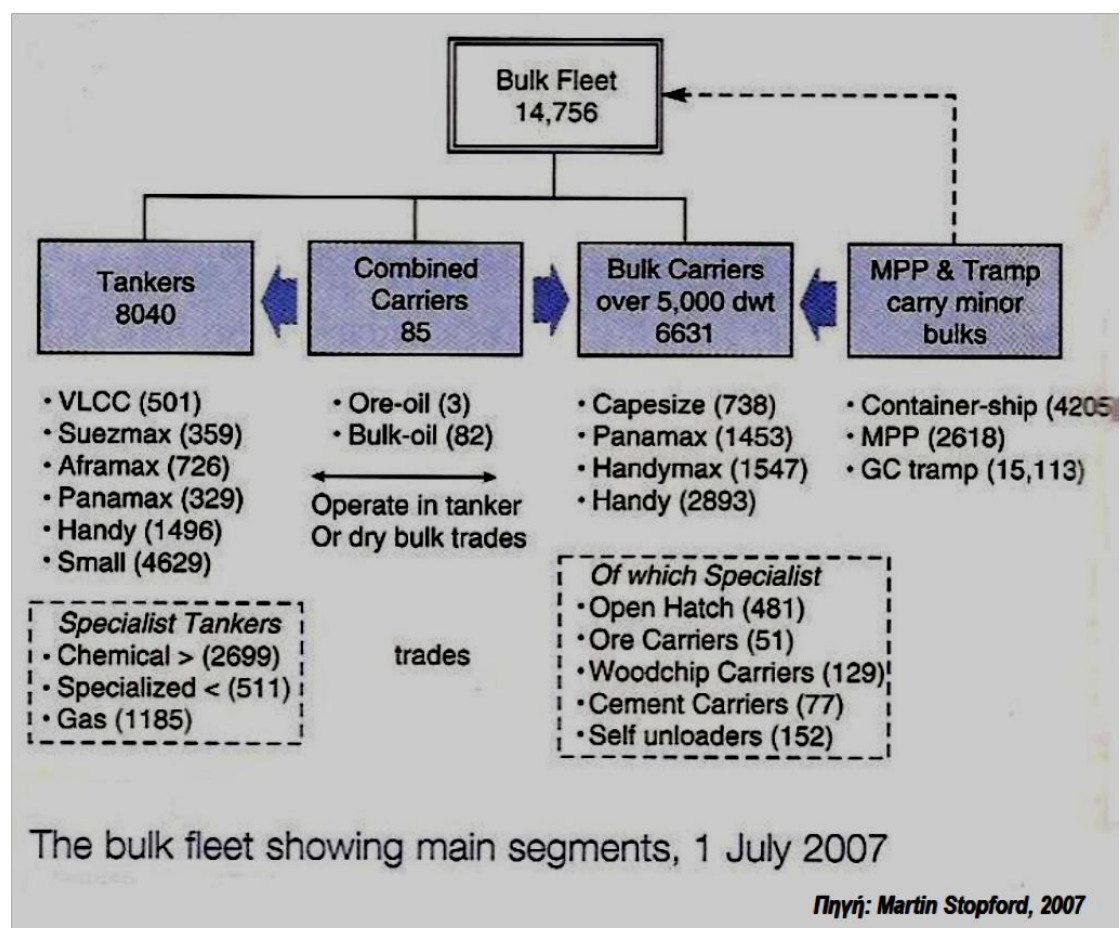 Bulk Fleet
14,756
Tankers
8040
Combined
Carriers
85
Bulk Carriers
over 5,000 dwt
6631
MPP & Tramp
carry minor
bulks
• VLCC (501)
• Suezmax (359)
• Aframax (726)
• Panamax (329)
• Handy (1496)
• Small (4629)
• Ore-oil (3)
• Bulk-oil (82)
Operate in tanker
Or dry bulk trades
• Capesize (738)
• Panamax (1453)
• Handymax (1547)
• Handy (2893)
• Container-ship (4205
• MPP (2618)
• GC tramp (15,113)
Specialist Tankers
• Chemical > (2699)
• Specialized < (511)
• Gas (1185)
trades
Of which Specialist
• Open Hatch (481)
• Ore Carriers (51)
• Woodchip Carriers (129)
• Cement Carriers (77)
• Self unloaders (152)
The bulk fleet showing main segments, 1 July 2007
Πηγή: Martin Stopford, 2007